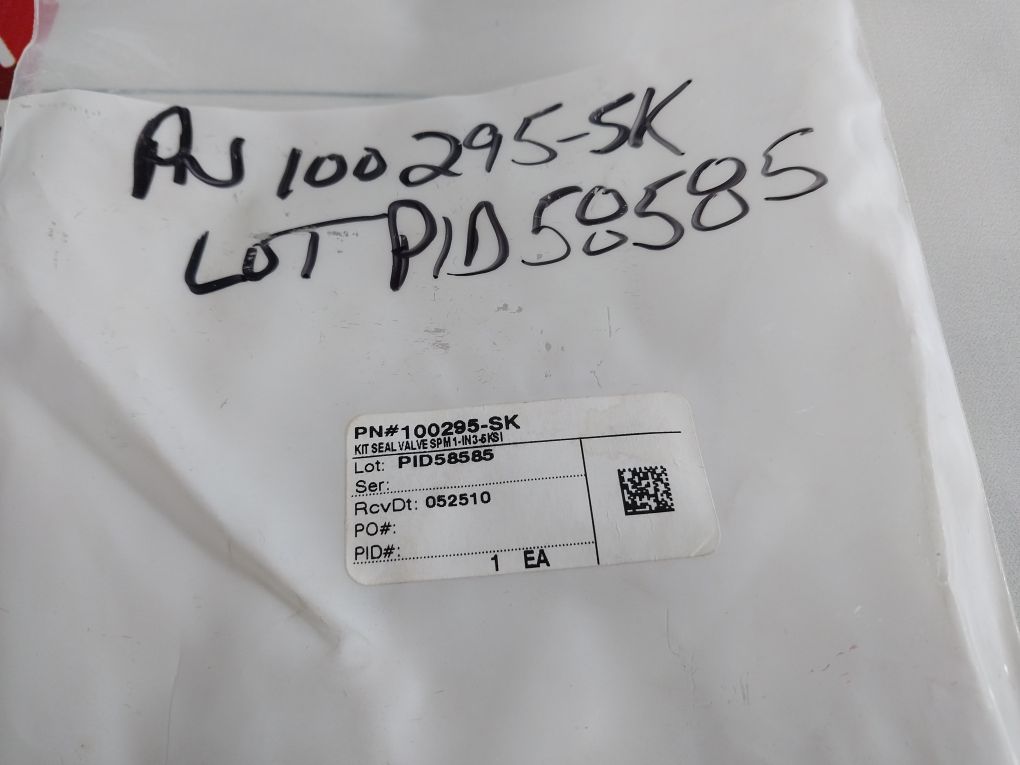 PN 100295-SK
LOT PID58585
PN#100295-SK
KIT SEAL VALVE SPM 1-IN 3-6KSI
Lot: PID58585
Ser:
RcvDt: 052510
PO#:
PID#:
1 EA